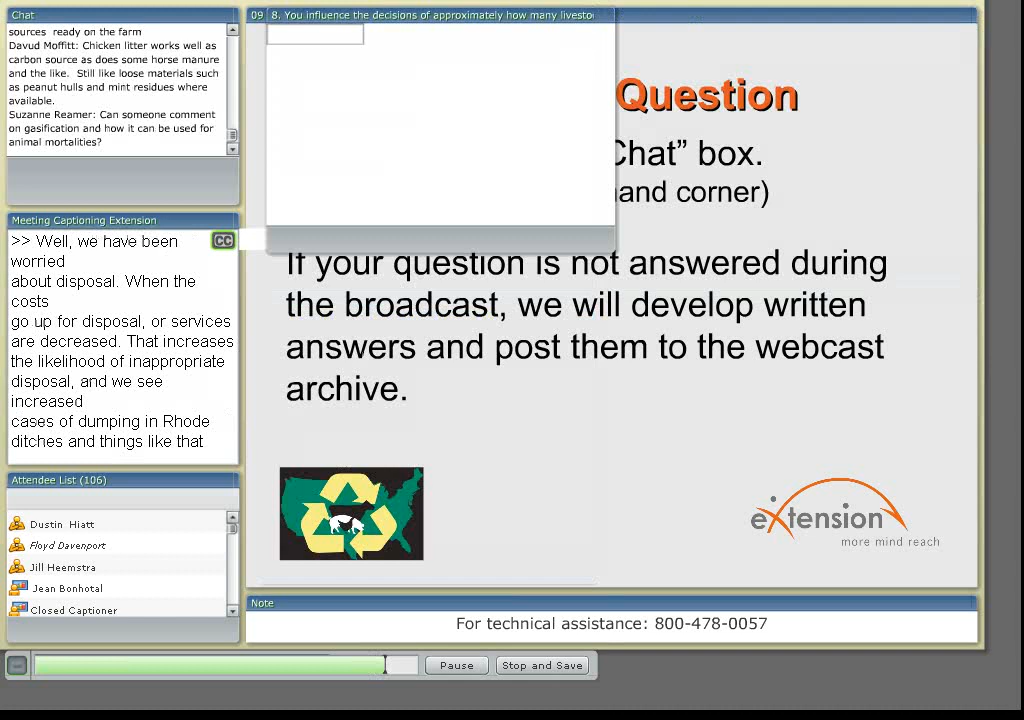 Chat
sources ready on the farm
Davud Moffitt: Chicken litter works well as
carbon source as does some horse manure
and the like. Still like loose materials such
as peanut hulls and mint residues where
available.
Suzanne Reamer: Can someone comment
on gasification and how it can be used for
animal mortalities?
Meeting Captioning Extension
>> Well, we have been
worried
about disposal. When the
costs
go up for disposal, or services
are decreased. That increases
the likelihood of inappropriate
disposal, and we see
increased
cases of dumping in Rhode
ditches and things like that
CC
Attendee List (106)
Dustin Hiatt
Floyd Davenport
Jill Heemstra
Jean Bonhotal
Closed Captioner
09
8. You influence the decisions of approximately how many
Question
Chat” box.
hand corner)
If your question is not answered during
the broadcast, we will develop written
answers and post them to the webcast
archive.
eXtension
more mind reach
Note
For technical assistance: 800-478-0057
Pause
Stop and Save